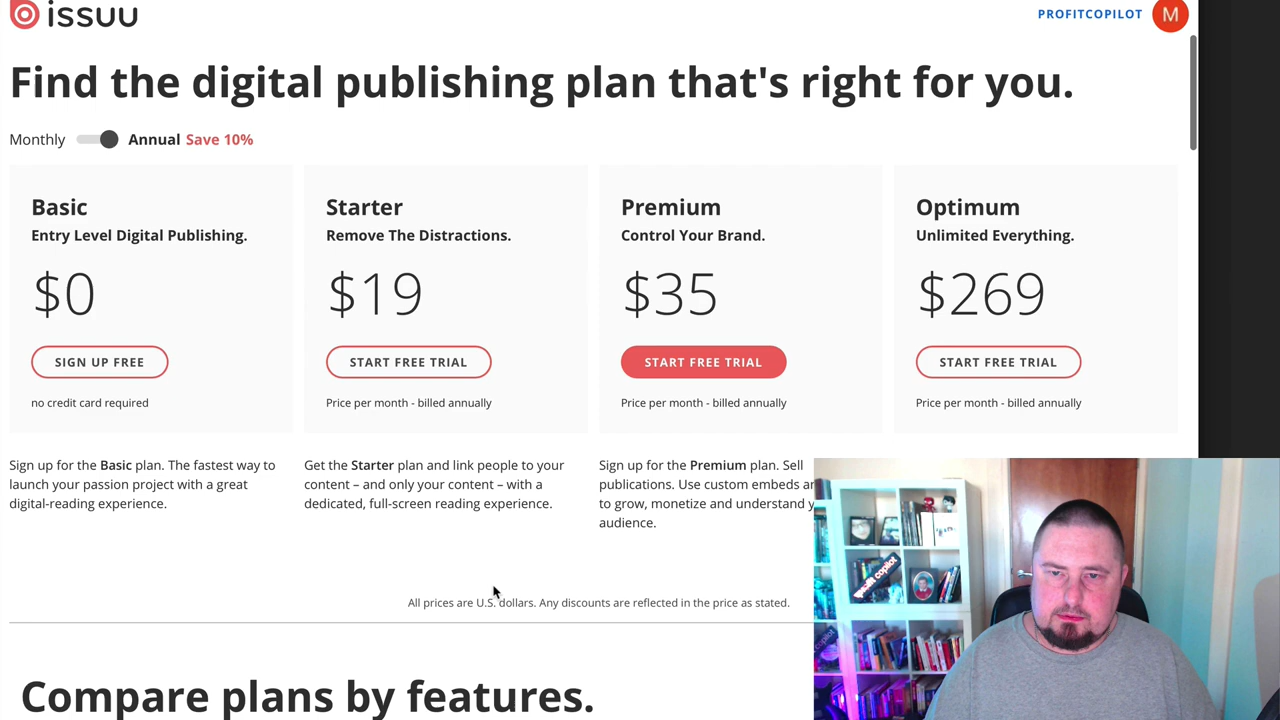 issuu
PROFITCOPILOT
M
Find the digital publishing plan that's right for you.
Monthly Annual Save 10%
Basic
Entry Level Digital Publishing.
$0
SIGN UP FREE
no credit card required
Sign up for the Basic plan. The fastest way to
launch your passion project with a great
digital-reading experience.
Starter
Remove The Distractions.
$19
START FREE TRIAL
Price per month - billed annually
Get the Starter plan and link people to your
content – and only your content – with a
dedicated, full-screen reading experience.
Premium
Control Your Brand.
$35
START FREE TRIAL
Price per month - billed annually
Sign up for the Premium plan. Sell
publications. Use custom embeds
to grow, monetize and understand
audience.
Optimum
Unlimited Everything.
$269
START FREE TRIAL
Price per month - billed annually
All prices are U.S. dollars. Any discounts are reflected in the price as stated.
Compare plans by features.
profit copilot